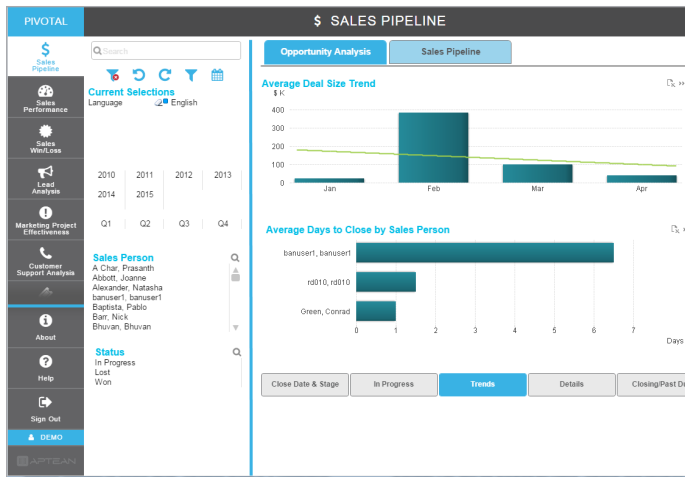 PIVOTAL
$ SALES PIPELINE
$
Sales
Pipeline
Sales
Performance
Sales
Win/Loss
Lead
Analysis
Marketing Project
Effectiveness
Customer
Support Analysis
About
Help
Sign Out
DEMO
APTEAN
Search
Current Selections
Language English
2010 2011 2012 2013
2014 2015
Q1 Q2 Q3 Q4
Sales Person
A Char, Prasanth
Abbott, Joanne
Alexander, Natasha
banuser1, banuser1
Baptista, Pablo
Barr, Nick
Bhuvan, Bhuvan
Status
In Progress
Lost
Won
Opportunity Analysis Sales Pipeline
Average Deal Size Trend
$ K
400
300
200
100
0
Jan Feb Mar Apr
Average Days to Close by Sales Person
banuser1, banuser1
rd010, rd010
Green, Conrad
0 1 2 3 4 5 6 7
Days
Close Date & Stage In Progress Trends Details Closing/Past Du